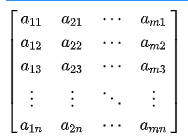 a₁₁ a₂₁ ⋯ aₘ₁
a₁₂ a₂₂ ⋯ aₘ₂
a₁₃ a₂₃ ⋯ aₘ₃
⋮ ⋮ ⋱ ⋮
a₁ₙ a₂ₙ ⋯ aₘₙ